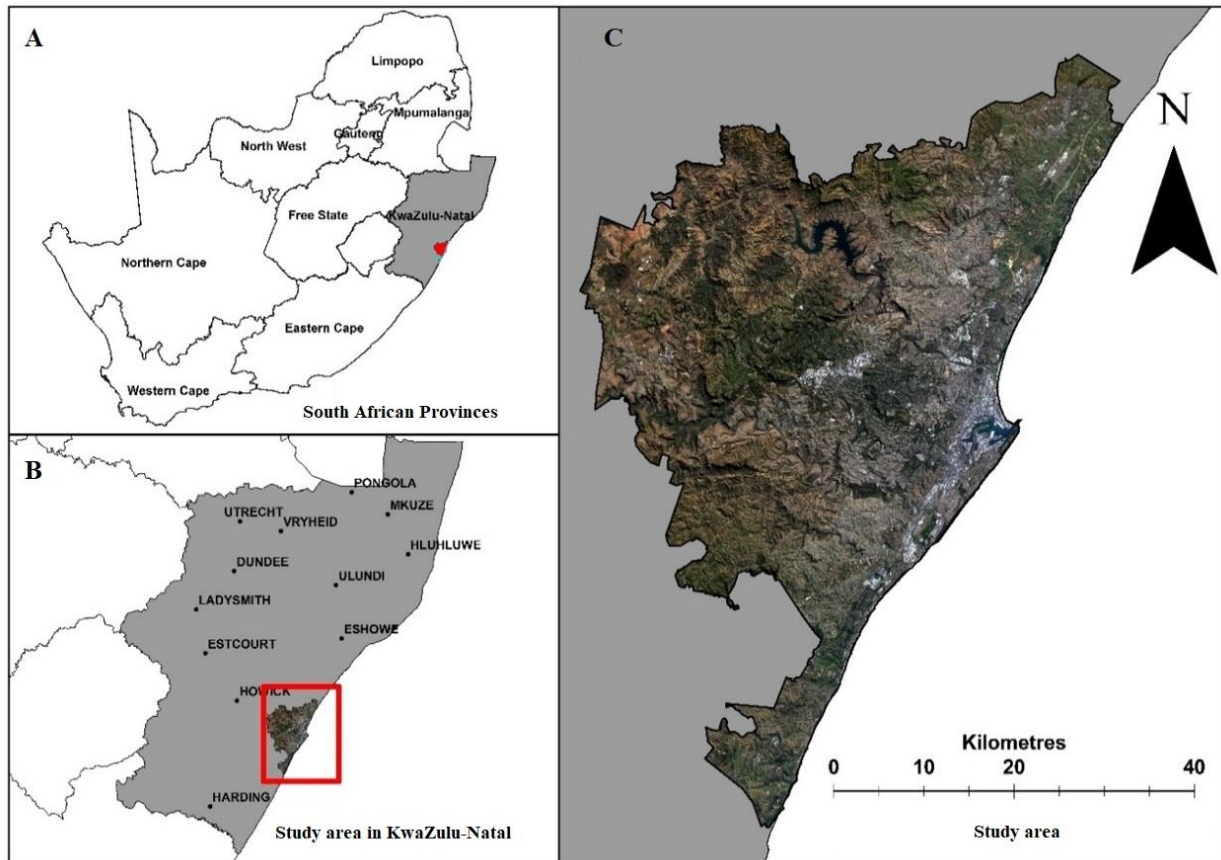 A
Limpopo
Mpumalanga
Gauteng
North West
Free State
KwaZulu-Natal
Northern Cape
Eastern Cape
Western Cape
South African Provinces
B
PONGOLA
MKUZE
UTRECHT
VRYHEID
HLUHLUWE
DUNDEE
ULUNDI
LADYSMITH
ESHOWE
ESTCOURT
HOWICK
HARDING
Study area in KwaZulu-Natal
C
N
Kilometres
0 10 20 40
Study area